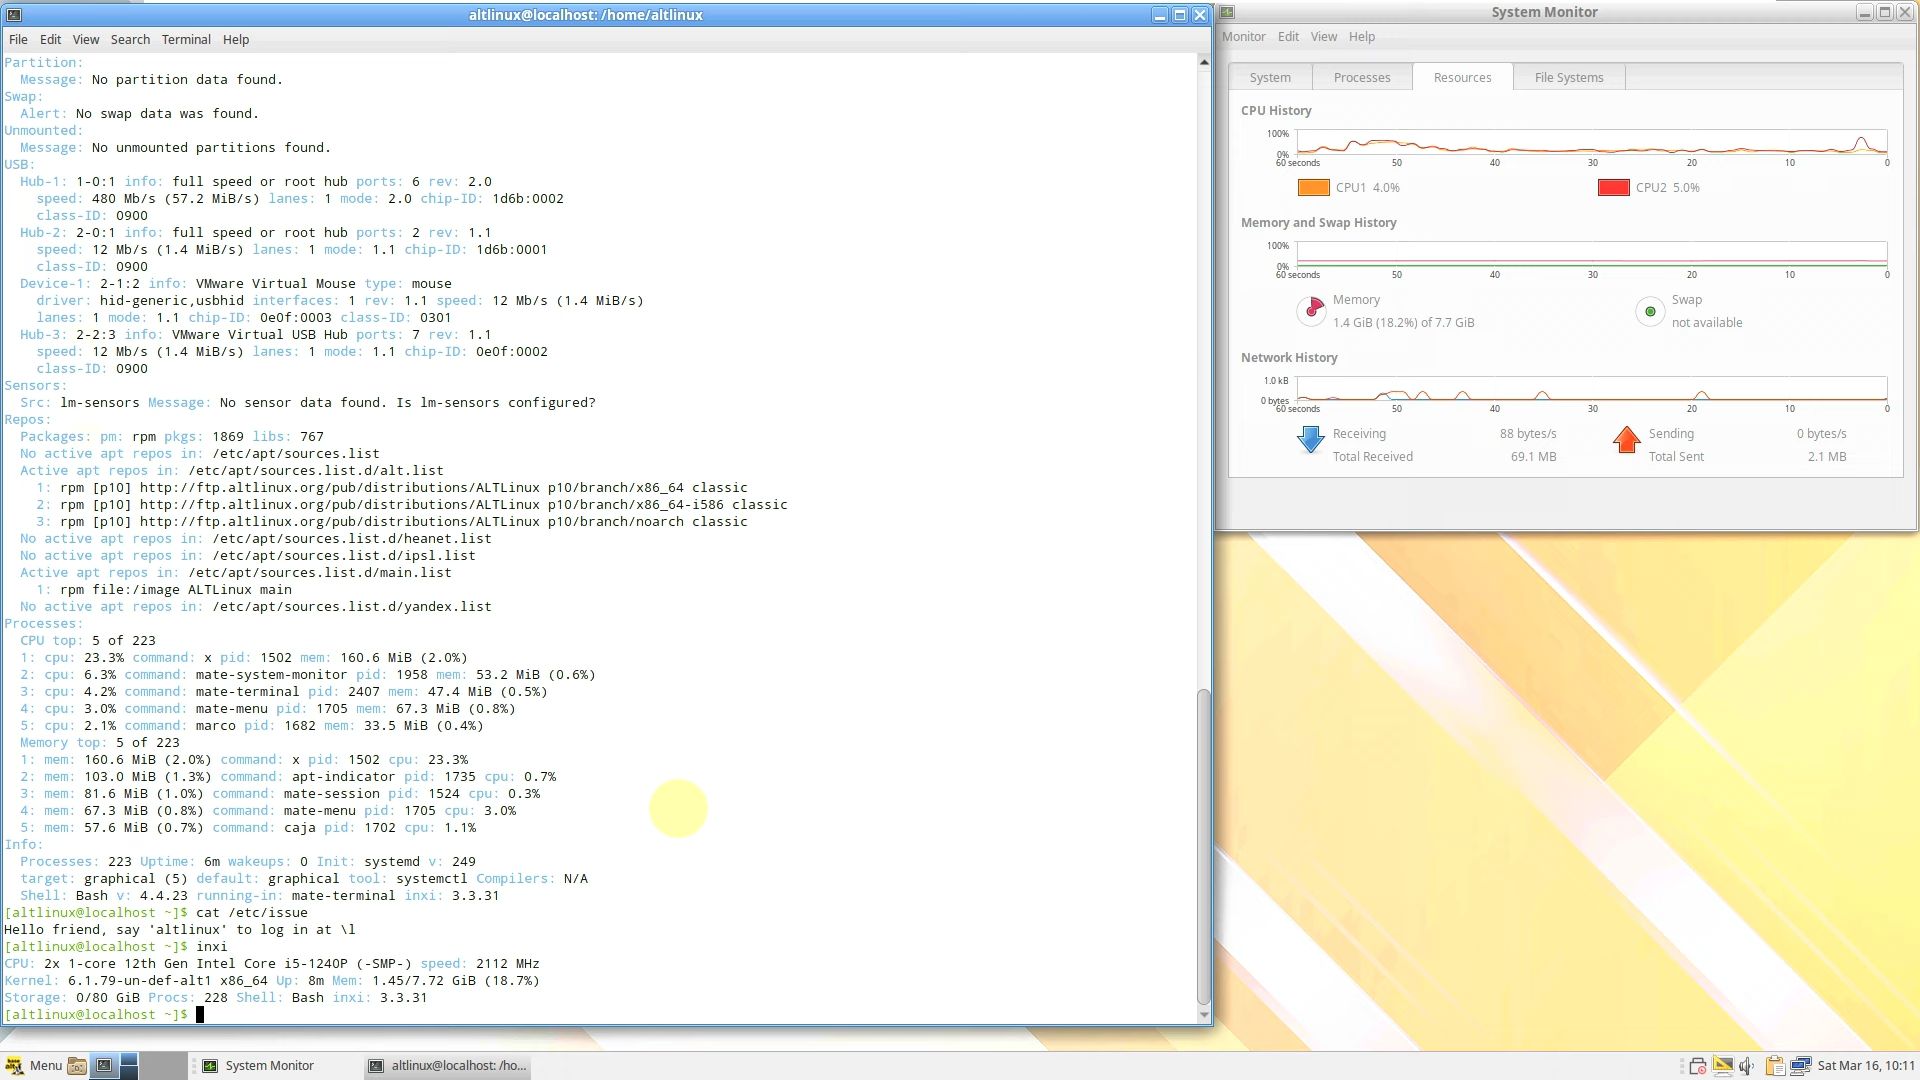 altlinux@localhost: /home/altlinux
File Edit View Search Terminal Help
Partition:
Message: No partition data found.
Swap:
Alert: No swap data was found.
Unmounted:
Message: No unmounted partitions found.
USB:
Hub-1: 1-0:1 info: full speed or root hub ports: 6 rev: 2.0
speed: 480 Mb/s (57.2 MiB/s) lanes: 1 mode: 2.0 chip-ID: 1d6b:0002
class-ID: 0900
Hub-2: 2-0:1 info: full speed or root hub ports: 2 rev: 1.1
speed: 12 Mb/s (1.4 MiB/s) lanes: 1 mode: 1.1 chip-ID: 1d6b:0001
class-ID: 0900
Device-1: 2-1:2 info: VMware Virtual Mouse type: mouse
driver: hid-generic,usbhid interfaces: 1 rev: 1.1 speed: 12 Mb/s (1.4 MiB/s)
lanes: 1 mode: 1.1 chip-ID: 0e0f:0003 class-ID: 0301
Hub-3: 2-2:3 info: VMware Virtual USB Hub ports: 7 rev: 1.1
speed: 12 Mb/s (1.4 MiB/s) lanes: 1 mode: 1.1 chip-ID: 0e0f:0002
class-ID: 0900
Sensors:
Src: lm-sensors Message: No sensor data found. Is lm-sensors configured?
Repos:
Packages: pm: rpm pkgs: 1869 libs: 767
No active apt repos in: /etc/apt/sources.list
Active apt repos in: /etc/apt/sources.list.d/alt.list
1: rpm [p10] http://ftp.altlinux.org/pub/distributions/ALTLinux p10/branch/x86_64 classic
2: rpm [p10] http://ftp.altlinux.org/pub/distributions/ALTLinux p10/branch/x86_64-i586 classic
3: rpm [p10] http://ftp.altlinux.org/pub/distributions/ALTLinux p10/branch/noarch classic
No active apt repos in: /etc/apt/sources.list.d/heanet.list
No active apt repos in: /etc/apt/sources.list.d/ipsl.list
Active apt repos in: /etc/apt/sources.list.d/main.list
1: rpm file:/image ALTLinux main
No active apt repos in: /etc/apt/sources.list.d/yandex.list
Processes:
CPU top: 5 of 223
1: cpu: 23.3% command: x pid: 1502 mem: 160.6 MiB (2.0%)
2: cpu: 6.3% command: mate-system-monitor pid: 1958 mem: 53.2 MiB (0.6%)
3: cpu: 4.2% command: mate-terminal pid: 2407 mem: 47.4 MiB (0.5%)
4: cpu: 3.0% command: mate-menu pid: 1705 mem: 67.3 MiB (0.8%)
5: cpu: 2.1% command: marco pid: 1682 mem: 33.5 MiB (0.4%)
Memory top: 5 of 223
1: mem: 160.6 MiB (2.0%) command: x pid: 1502 cpu: 23.3%
2: mem: 103.0 MiB (1.3%) command: apt-indicator pid: 1735 cpu: 0.7%
3: mem: 81.6 MiB (1.0%) command: mate-session pid: 1524 cpu: 0.3%
4: mem: 67.3 MiB (0.8%) command: mate-menu pid: 1705 cpu: 3.0%
5: mem: 57.6 MiB (0.7%) command: caja pid: 1702 cpu: 1.1%
Info:
Processes: 223 Uptime: 6m wakeups: 0 Init: systemd v: 249
target: graphical (5) default: graphical tool: systemctl Compilers: N/A
Shell: Bash v: 4.4.23 running-in: mate-terminal inxi: 3.3.31
[altlinux@localhost ~]$ cat /etc/issue
Hello friend, say 'altlinux' to log in at \l
[altlinux@localhost ~]$ inxi
CPU: 2x 1-core 12th Gen Intel Core i5-1240P (-SMP-) speed: 2112 MHz
Kernel: 6.1.79-un-def-alt1 x86_64 Up: 8m Mem: 1.45/7.72 GiB (18.7%)
Storage: 0/80 GiB Procs: 228 Shell: Bash inxi: 3.3.31
[altlinux@localhost ~]$
System Monitor
Monitor Edit View Help
System Processes Resources File Systems
CPU History
100%
0%
60 seconds 50 40 30 20 10 0
CPU1 4.0% CPU2 5.0%
Memory and Swap History
100%
0%
60 seconds 50 40 30 20 10 0
Memory Swap
1.4 GiB (18.2%) of 7.7 GiB not available
Network History
1.0 kB
0 bytes
60 seconds 50 40 30 20 10 0
Receiving 88 bytes/s Sending 0 bytes/s
Total Received 69.1 MB Total Sent 2.1 MB
Menu System Monitor altlinux@localhost: /ho... Sat Mar 16, 10:11